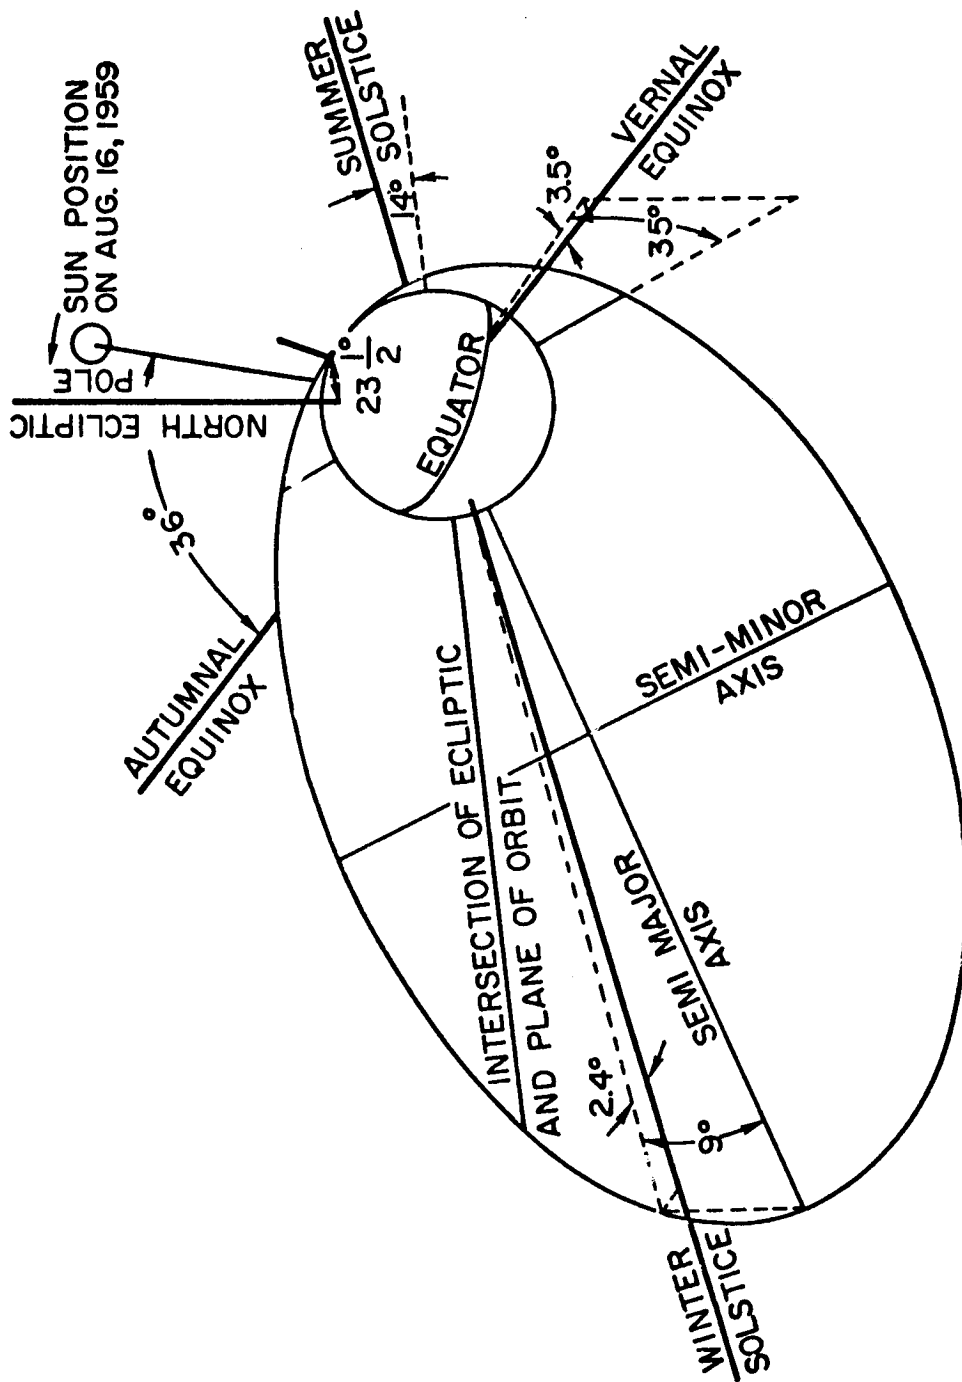 SUN POSITION
ON AUG. 16, 1959
NORTH ECLIPTIC
POLE
SUMMER
SOLSTICE
14°
23 1/2°
36°
EQUATOR
VERNAL
EQUINOX
3.5°
35°
AUTUMNAL
EQUINOX
INTERSECTION OF ECLIPTIC
AND PLANE OF ORBIT
SEMI-MINOR
AXIS
SEMI MAJOR
AXIS
2.4°
9°
WINTER
SOLSTICE